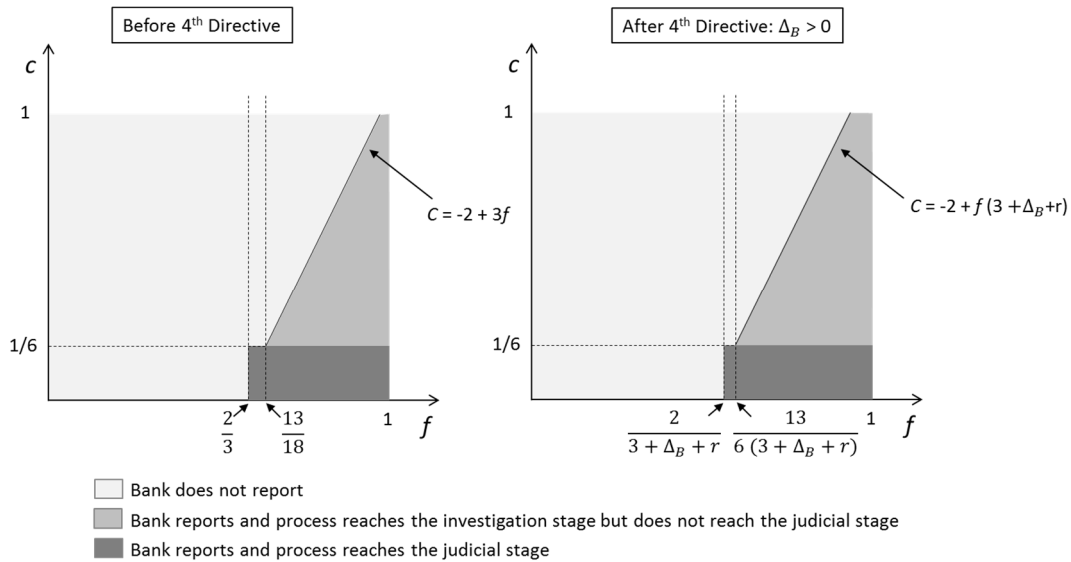 Before 4th Directive
c
1
1/6
C = -2 + 3f
2/3
13/18
1
f
After 4th Directive: Δ_B > 0
c
1
1/6
C = -2 + f (3 +Δ_B+r)
2/(3 + Δ_B + r)
13/(6 (3 + Δ_B + r))
1
f
Bank does not report
Bank reports and process reaches the investigation stage but does not reach the judicial stage
Bank reports and process reaches the judicial stage